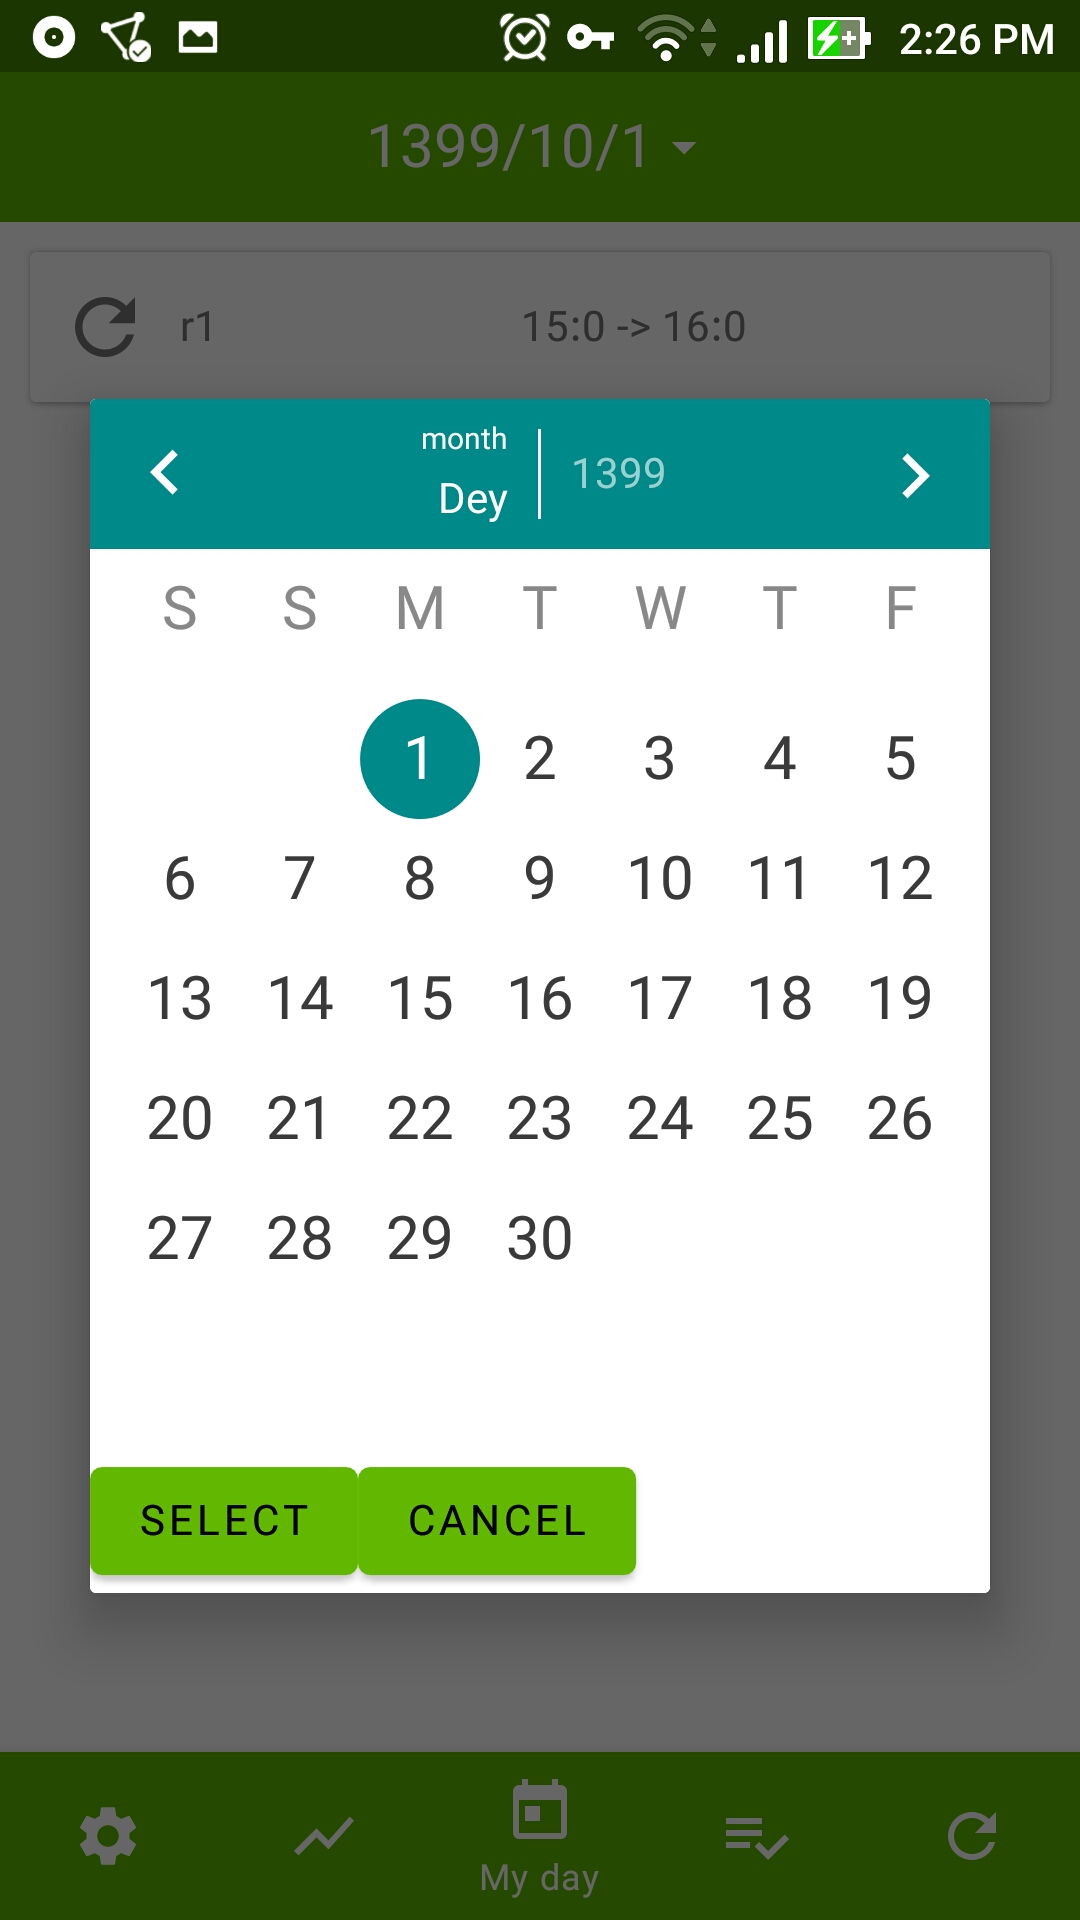 2:26 PM
1399/10/1
r1 15:0 -> 16:0
month
Dey
1399
S S M T W T F
1 2 3 4 5
6 7 8 9 10 11 12
13 14 15 16 17 18 19
20 21 22 23 24 25 26
27 28 29 30
SELECT CANCEL
My day